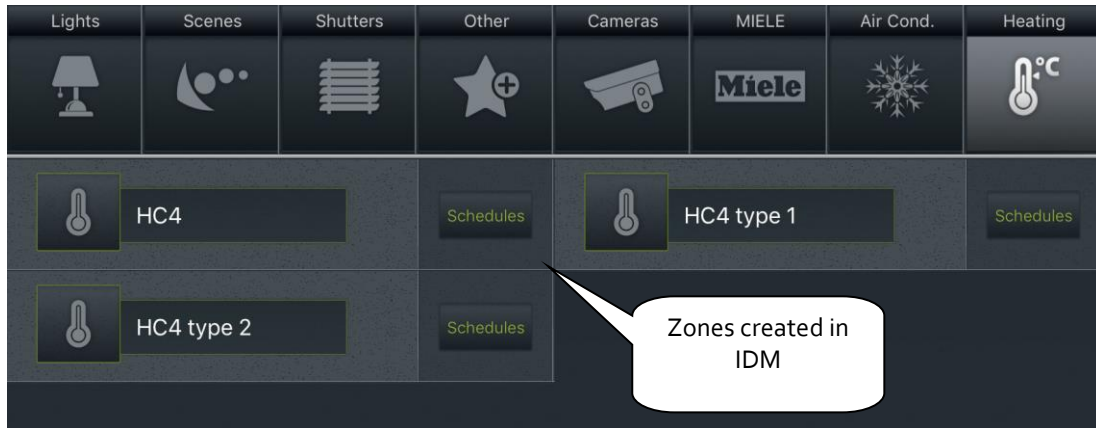 Lights Scenes Shutters Other Cameras MIELE Air Cond. Heating
Miele °C
HC4 Schedules HC4 type 1 Schedules
HC4 type 2 Schedules
Zones created in
IDM